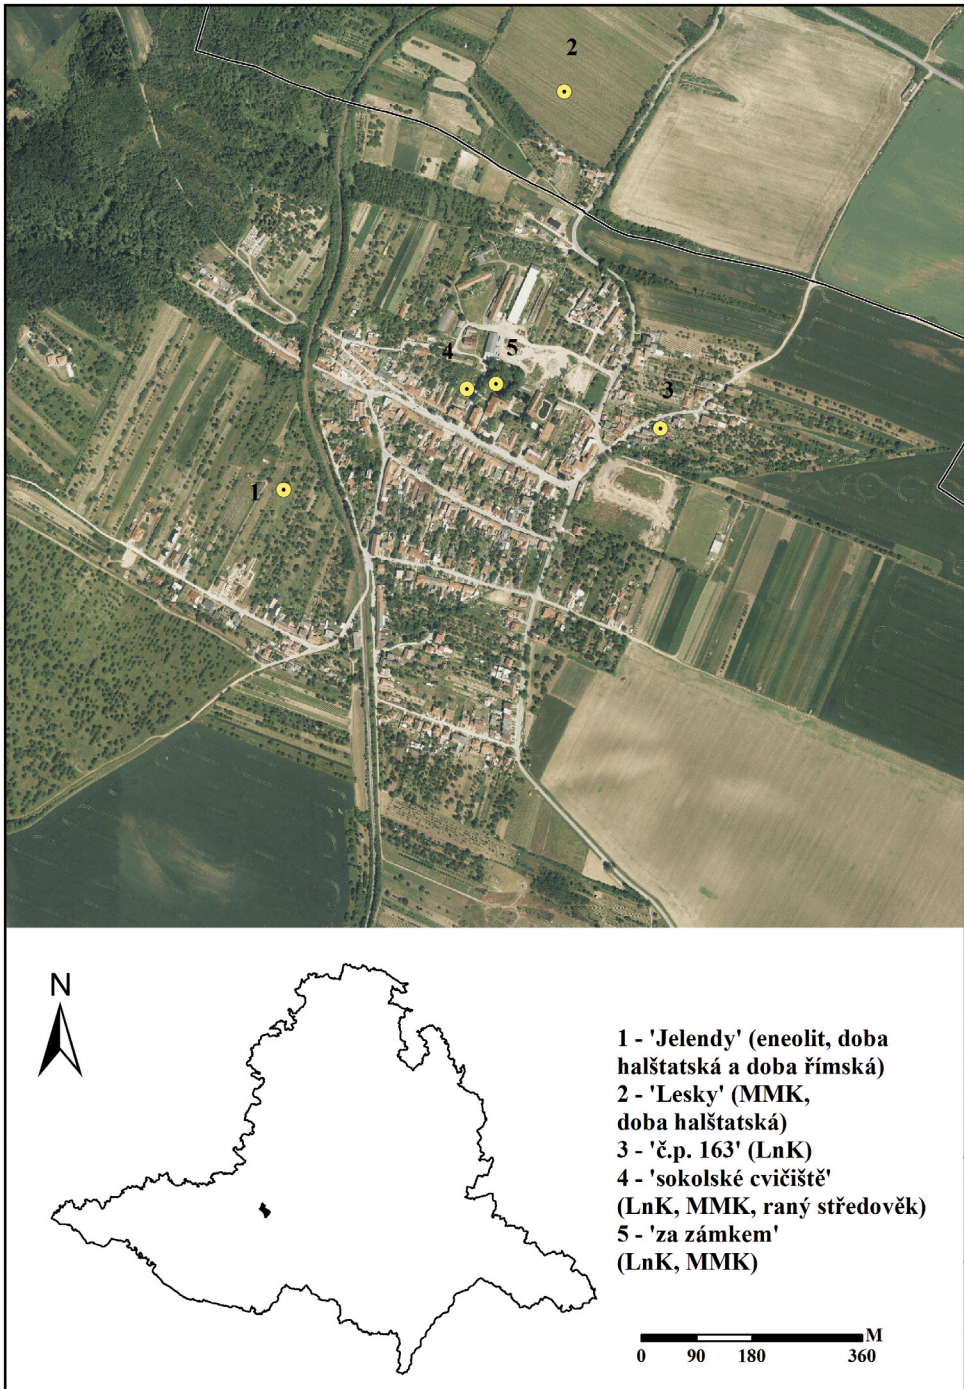 2
4
5
3
1
N
1 - 'Jelendy' (eneolit, doba
halštatská a doba římská)
2 - 'Lesky' (MMK,
doba halštatská)
3 - 'č.p. 163' (LnK)
4 - 'sokolské cvičiště'
(LnK, MMK, raný středověk)
5 - 'za zámkem'
(LnK, MMK)
M
0 90 180 360